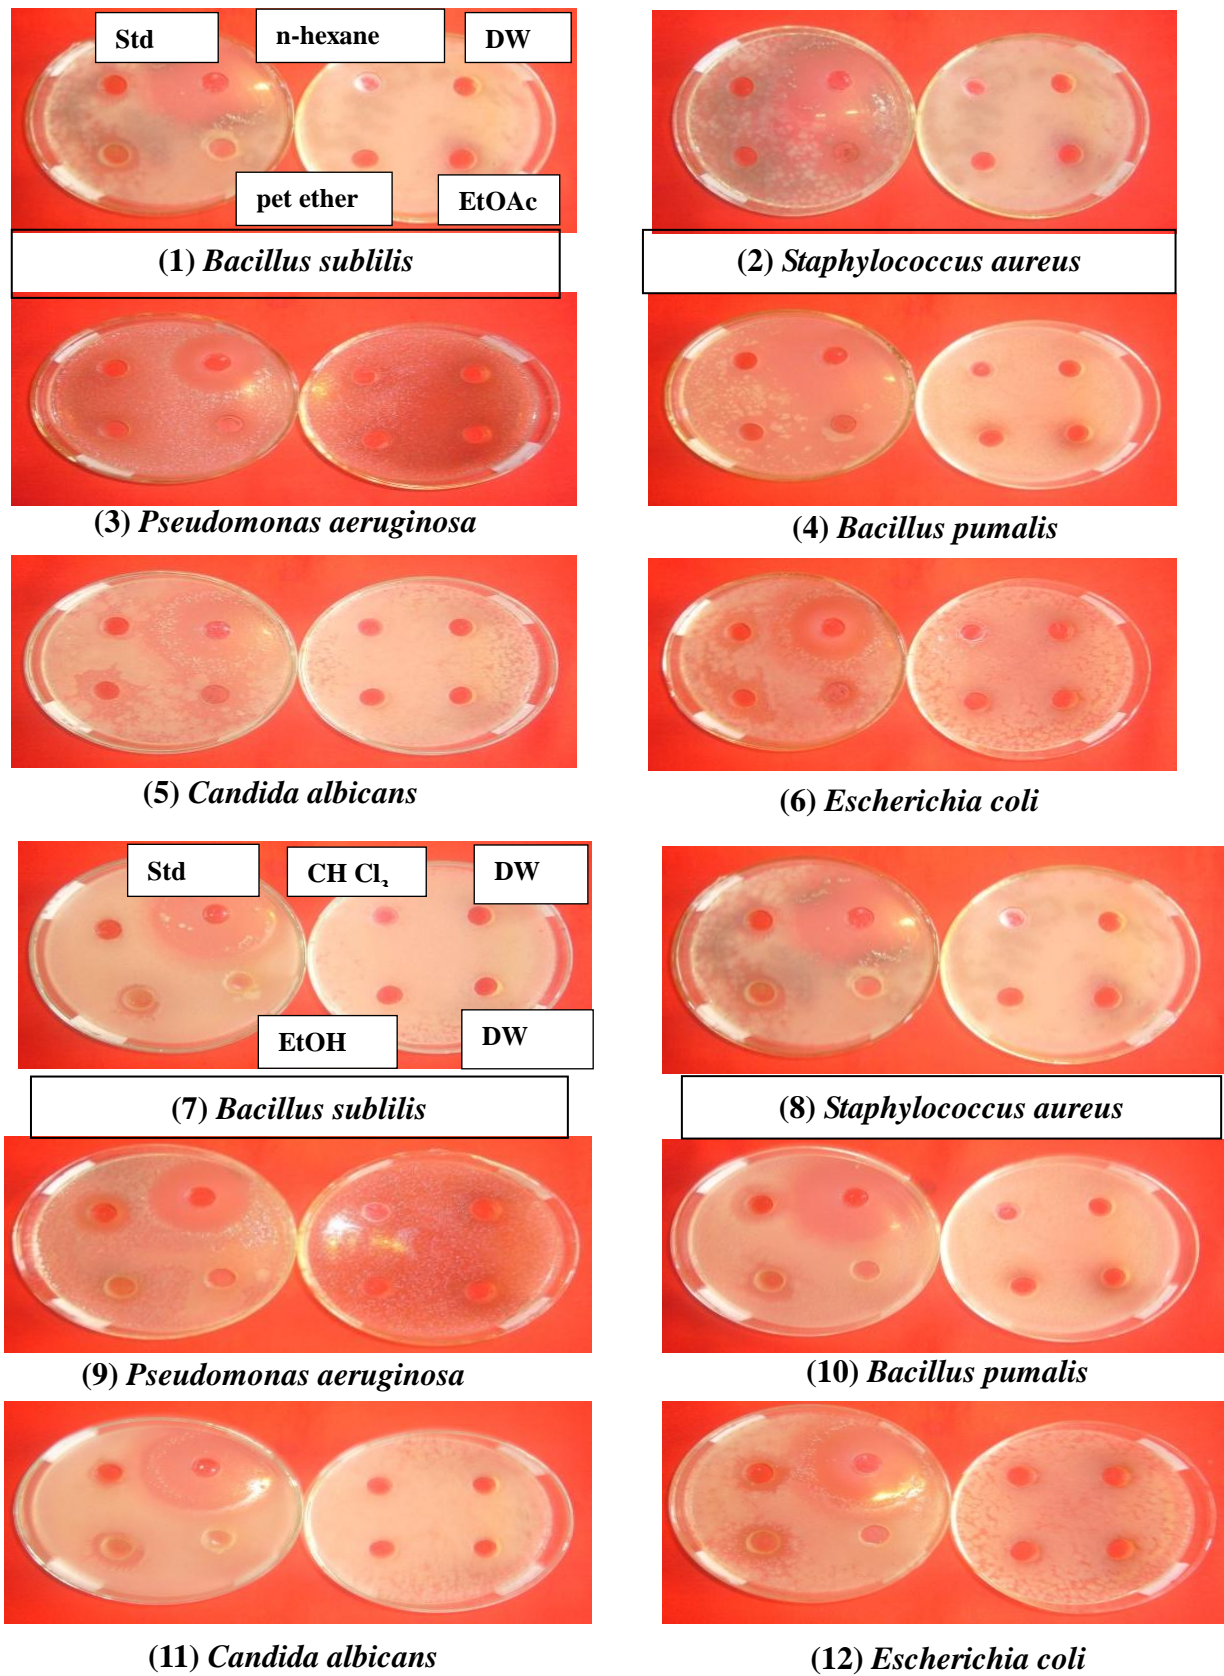 Std
n-hexane
DW
pet ether
EtOAc
(1) Bacillus sublilis
(2) Staphylococcus aureus
(3) Pseudomonas aeruginosa
(4) Bacillus pumalis
(5) Candida albicans
(6) Escherichia coli
Std
CH Cl₂
DW
EtOH
DW
(7) Bacillus sublilis
(8) Staphylococcus aureus
(9) Pseudomonas aeruginosa
(10) Bacillus pumalis
(11) Candida albicans
(12) Escherichia coli